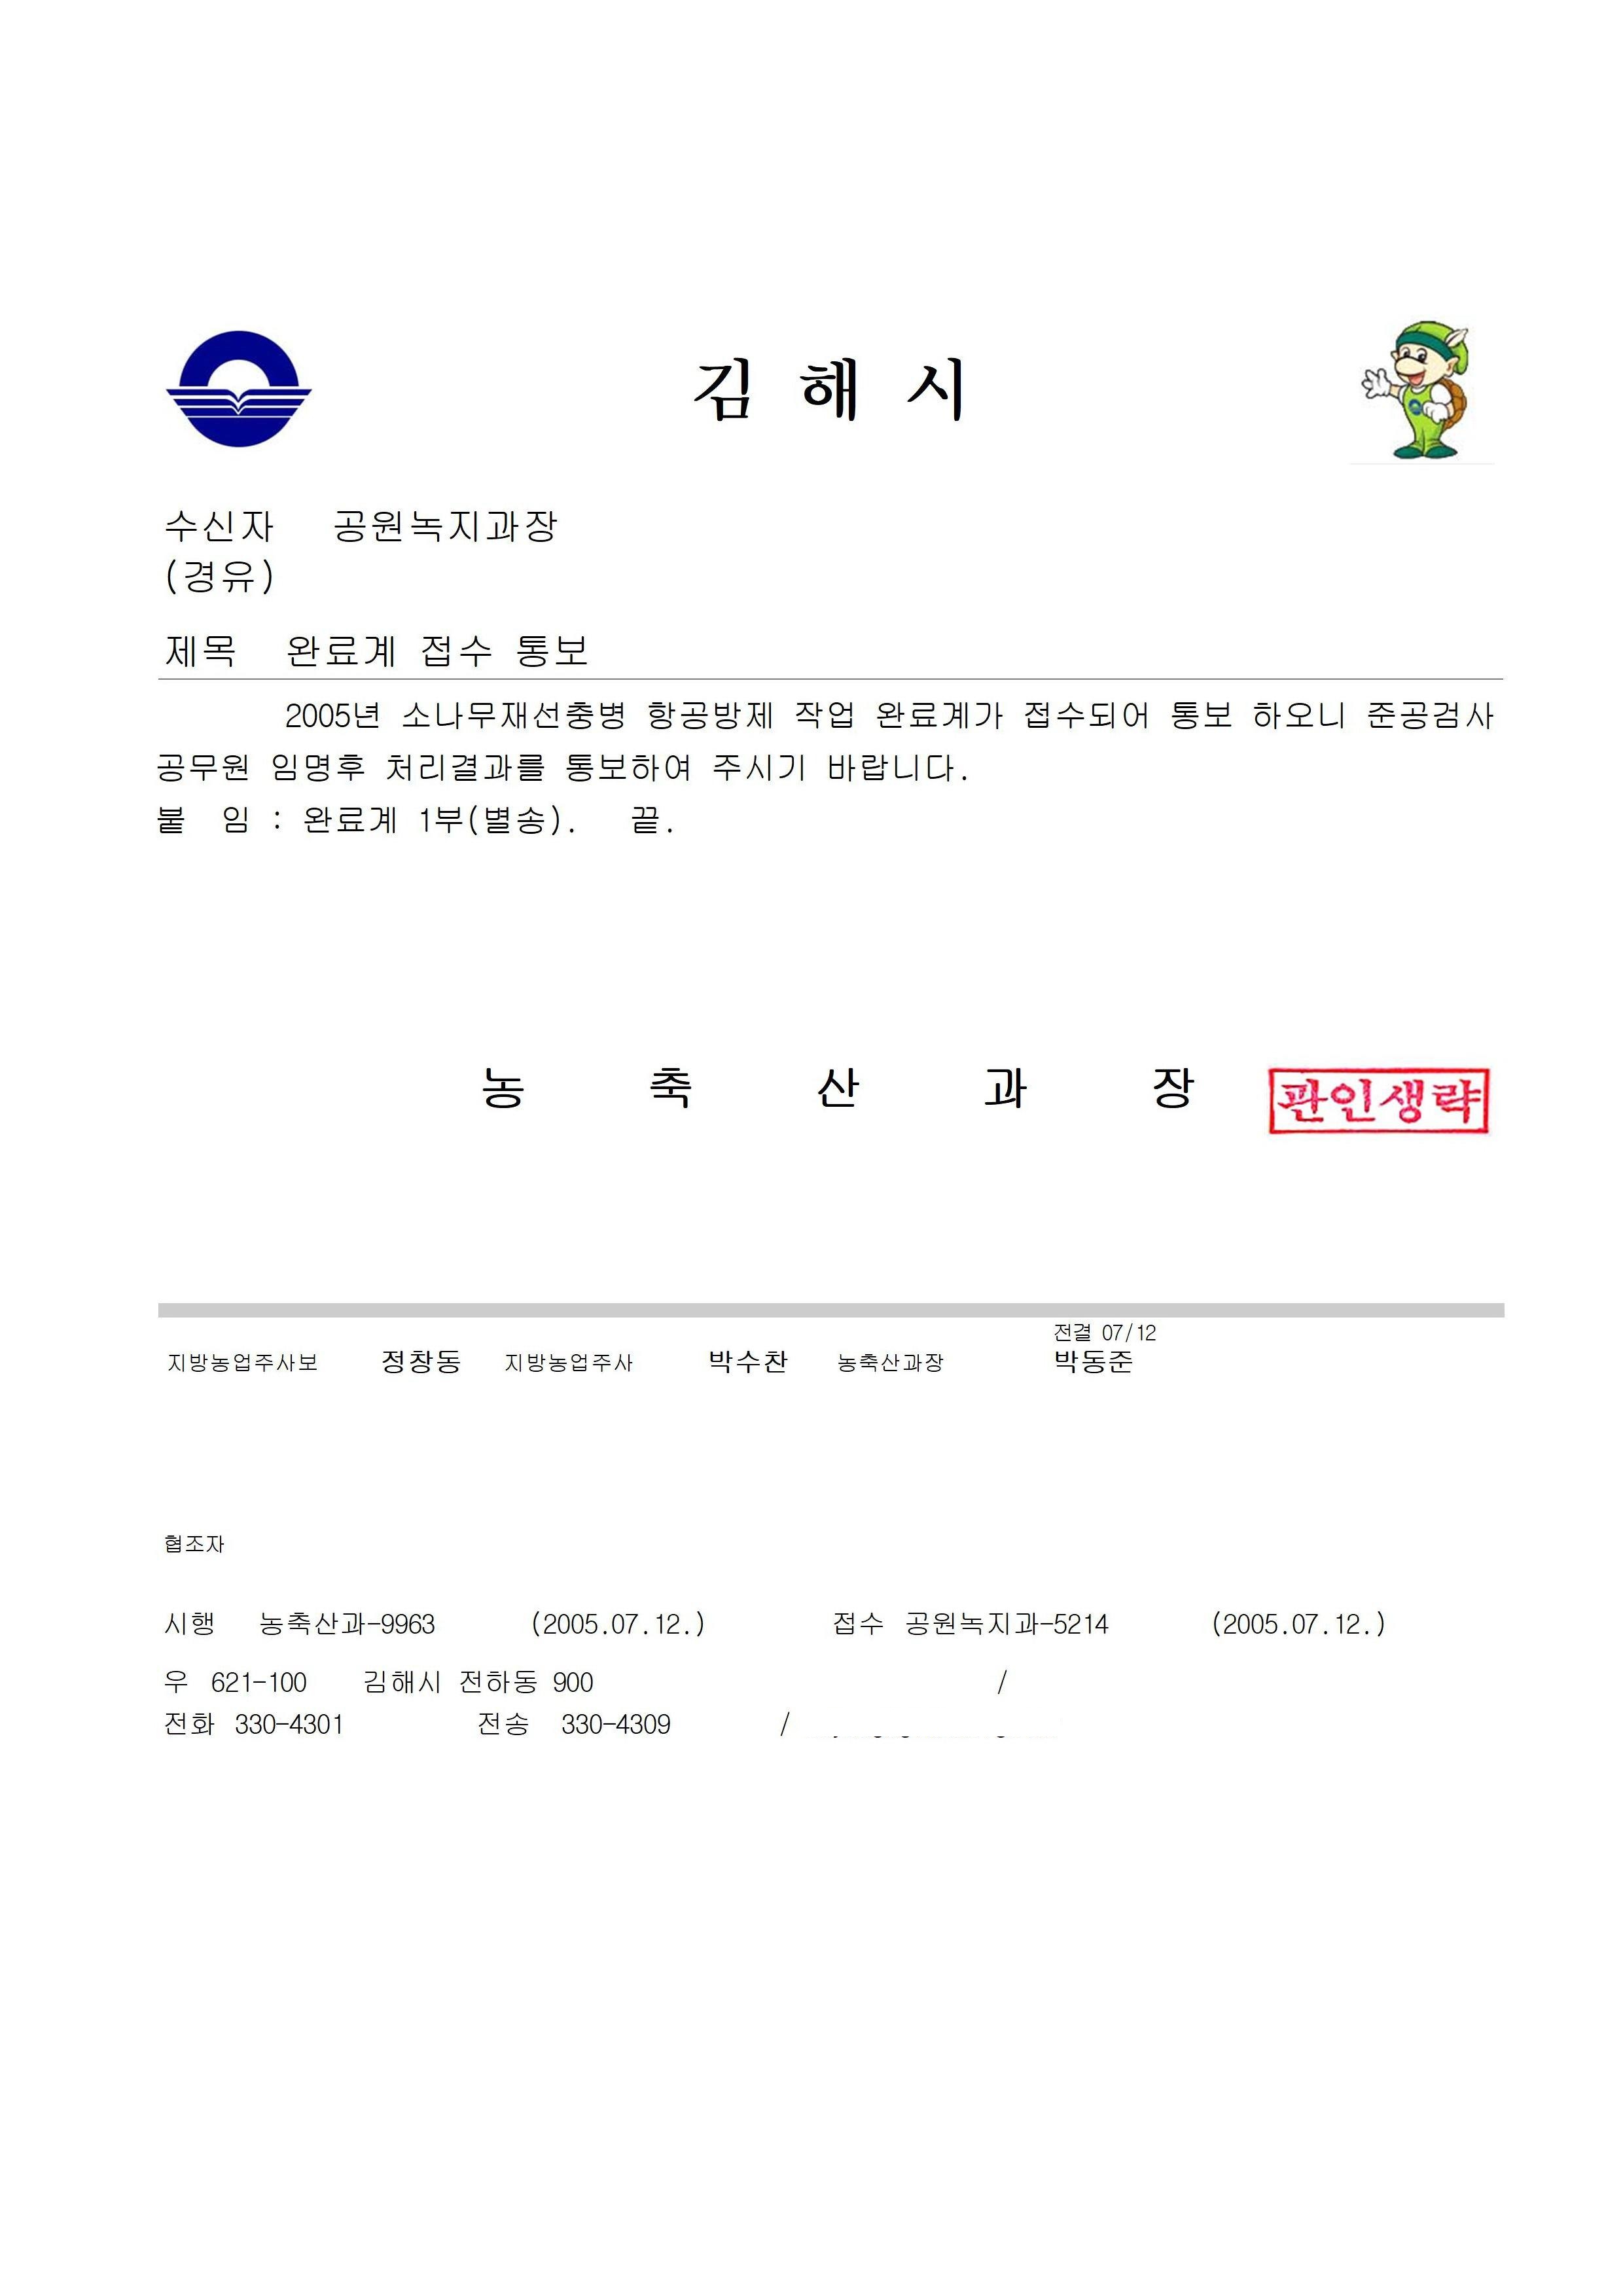 김 해 시
수신자 공원녹지과장
(경유)
제목 완료계 접수 통보
2005년 소나무재선충병 항공방제 작업 완료계가 접수되어 통보 하오니 준공검사
공무원 임명후 처리결과를 통보하여 주시기 바랍니다.
붙 임 : 완료계 1부(별송). 끝.
농 축 산 과 장 관인생략
전결 07/12
지방농업주사보 정창동 지방농업주사 박수찬 농축산과장 박동준
협조자
시행 농축산과-9963 (2005.07.12.) 접수 공원녹지과-5214 (2005.07.12.)
우 621-100 김해시 전하동 900 /
전화 330-4301 전송 330-4309 /